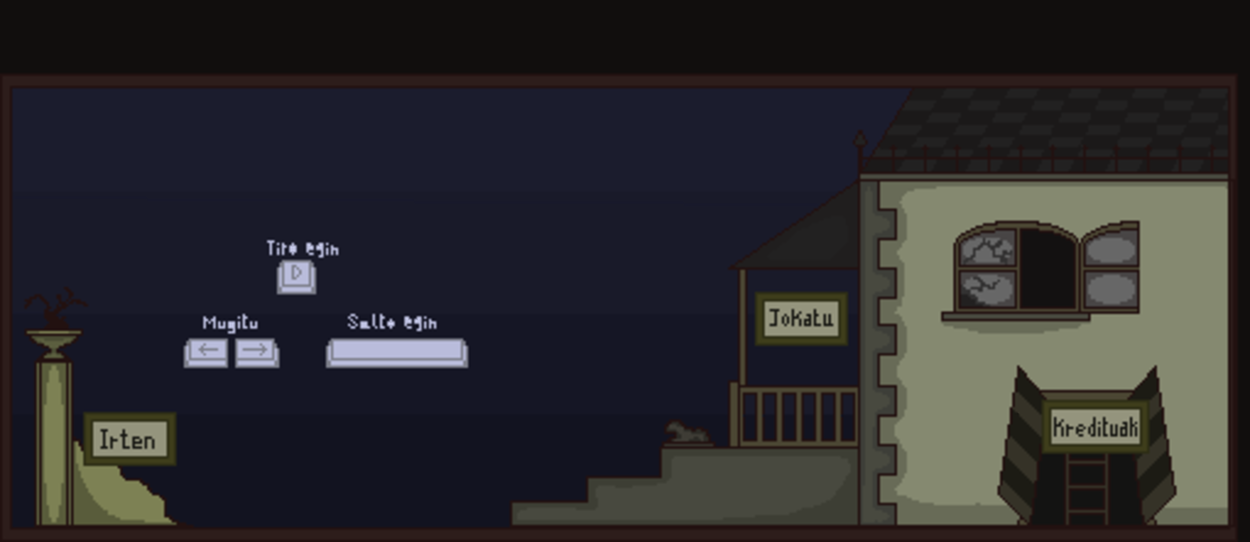 Tiro egin
D
Mugitu
Salto egin
Jokatu
Irten
Kredituak